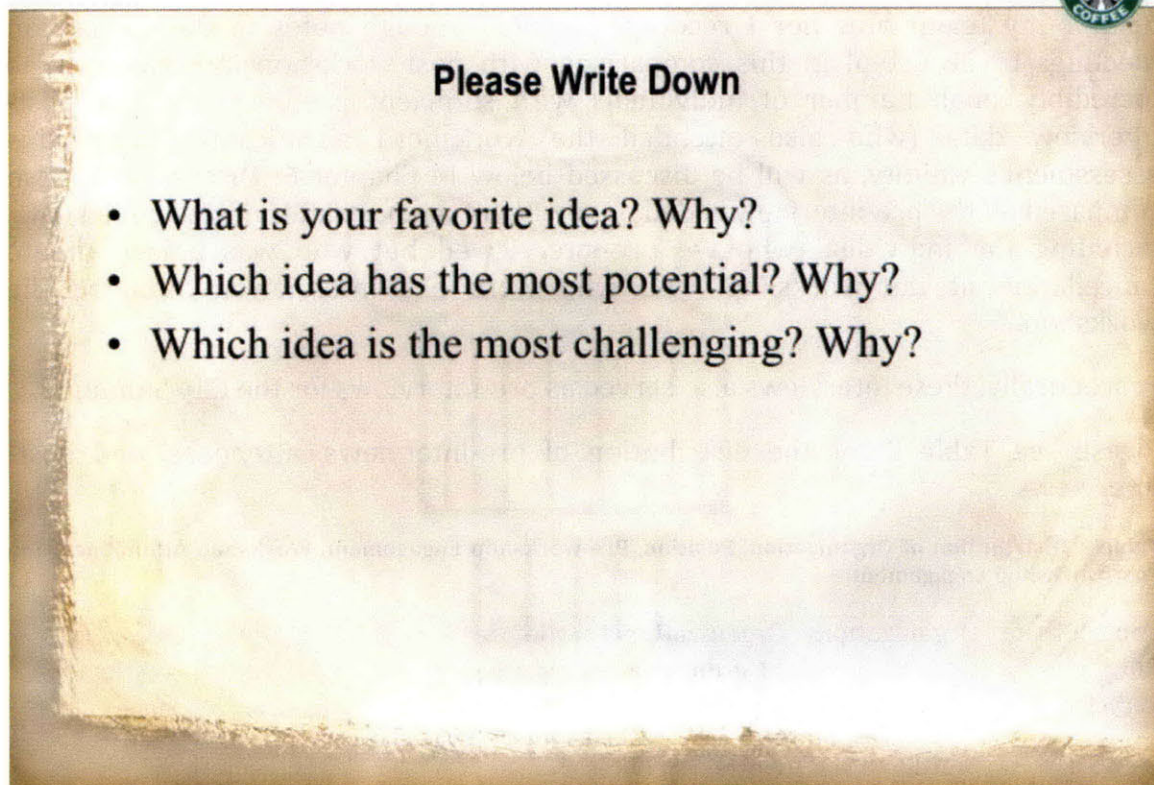 COFFEE
Please Write Down
• What is your favorite idea? Why?
• Which idea has the most potential? Why?
• Which idea is the most challenging? Why?